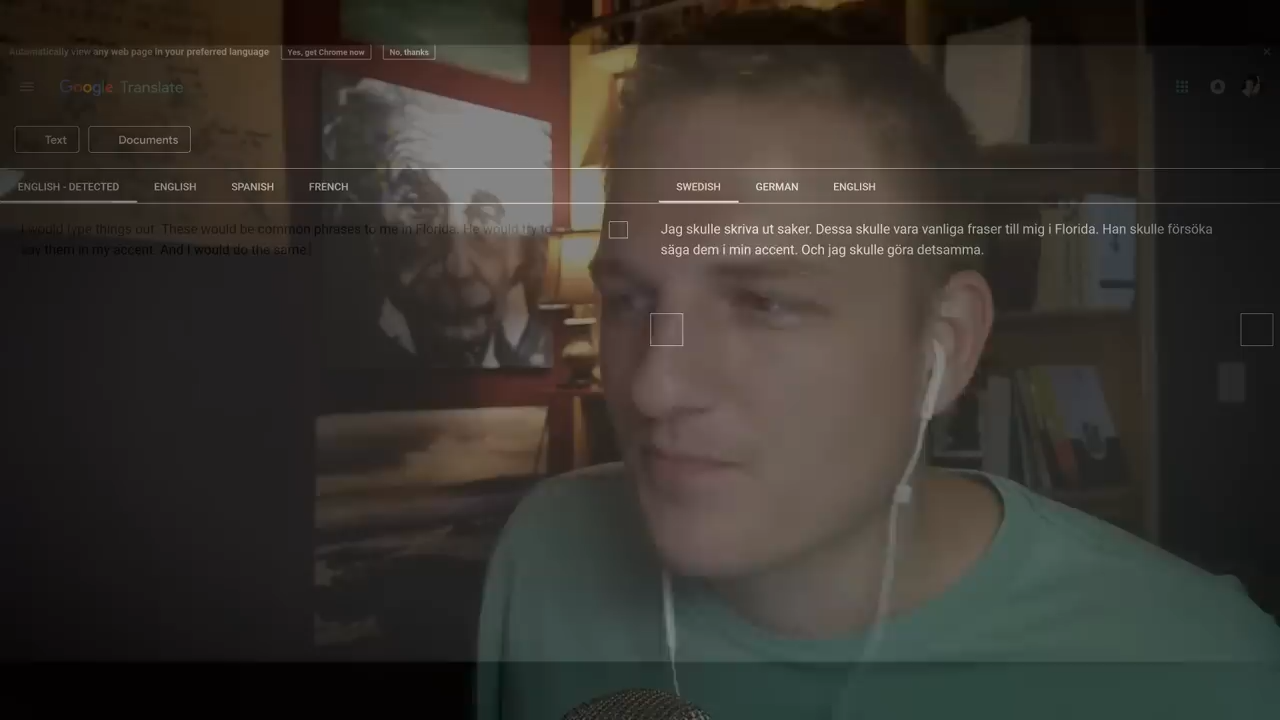 Automatically view any web page in your preferred language Yes, get Chrome now No, thanks
Google Translate
Text Documents
ENGLISH - DETECTED ENGLISH SPANISH FRENCH SWEDISH GERMAN ENGLISH
I would type things out. These would be common phrases to me in Florida. He would try to
say them in my accent. And I would do the same.
Jag skulle skriva ut saker. Dessa skulle vara vanliga fraser till mig i Florida. Han skulle försöka
säga dem i min accent. Och jag skulle göra detsamma.